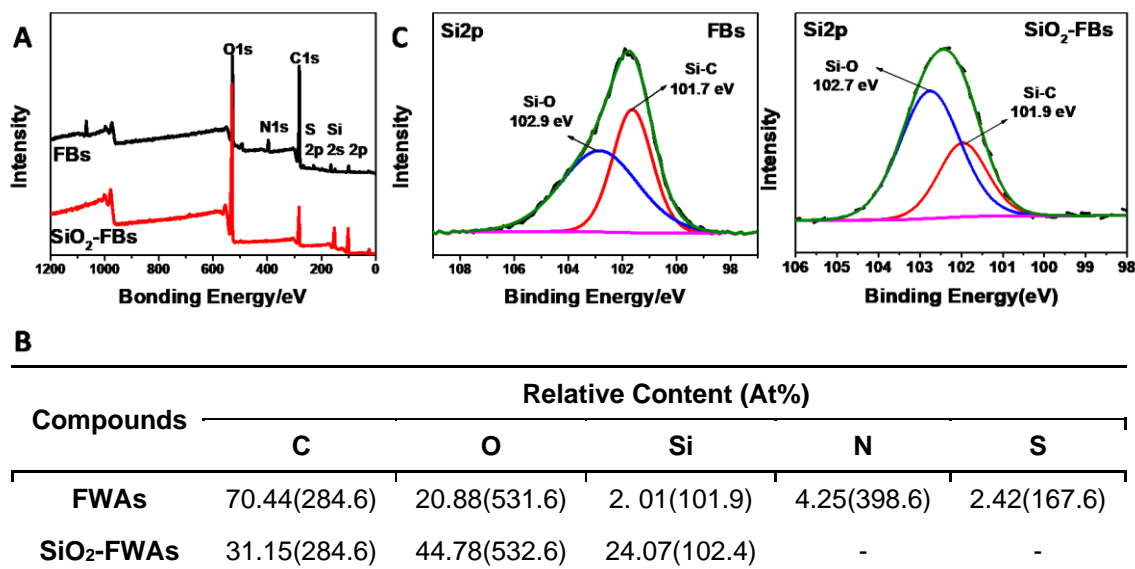 A
O1s
C1s
N1s
S Si
2p 2s 2p
FBs
SiO2-FBs
Intensity
1200 1000 800 600 400 200 0
Bonding Energy/eV
C
Si2p FBs
Si-C
101.7 eV
Si-O
102.9 eV
Intensity
108 106 104 102 100 98
Binding Energy/eV
Si2p SiO2-FBs
Si-O
102.7 eV
Si-C
101.9 eV
Intensity
106 105 104 103 102 101 100 99 98
Binding Energy(eV)
B
Compounds
Relative Content (At%)
C O Si N S
FWAs 70.44(284.6) 20.88(531.6) 2. 01(101.9) 4.25(398.6) 2.42(167.6)
SiO2-FWAs 31.15(284.6) 44.78(532.6) 24.07(102.4) - -